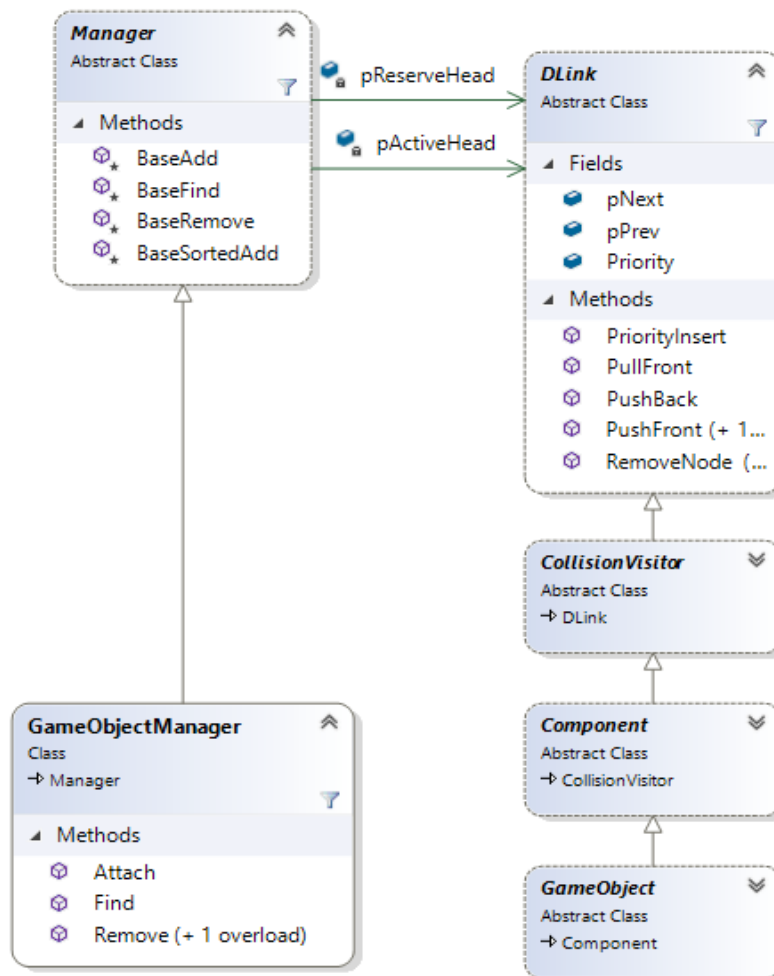 Manager
Abstract Class
Methods
BaseAdd
BaseFind
BaseRemove
BaseSortedAdd
pReserveHead
pActiveHead
DLink
Abstract Class
Fields
pNext
pPrev
Priority
Methods
PriorityInsert
PullFront
PushBack
PushFront (+ 1...
RemoveNode (...
CollisionVisitor
Abstract Class
DLink
GameObjectManager
Class
Manager
Methods
Attach
Find
Remove (+ 1 overload)
Component
Abstract Class
CollisionVisitor
GameObject
Abstract Class
Component